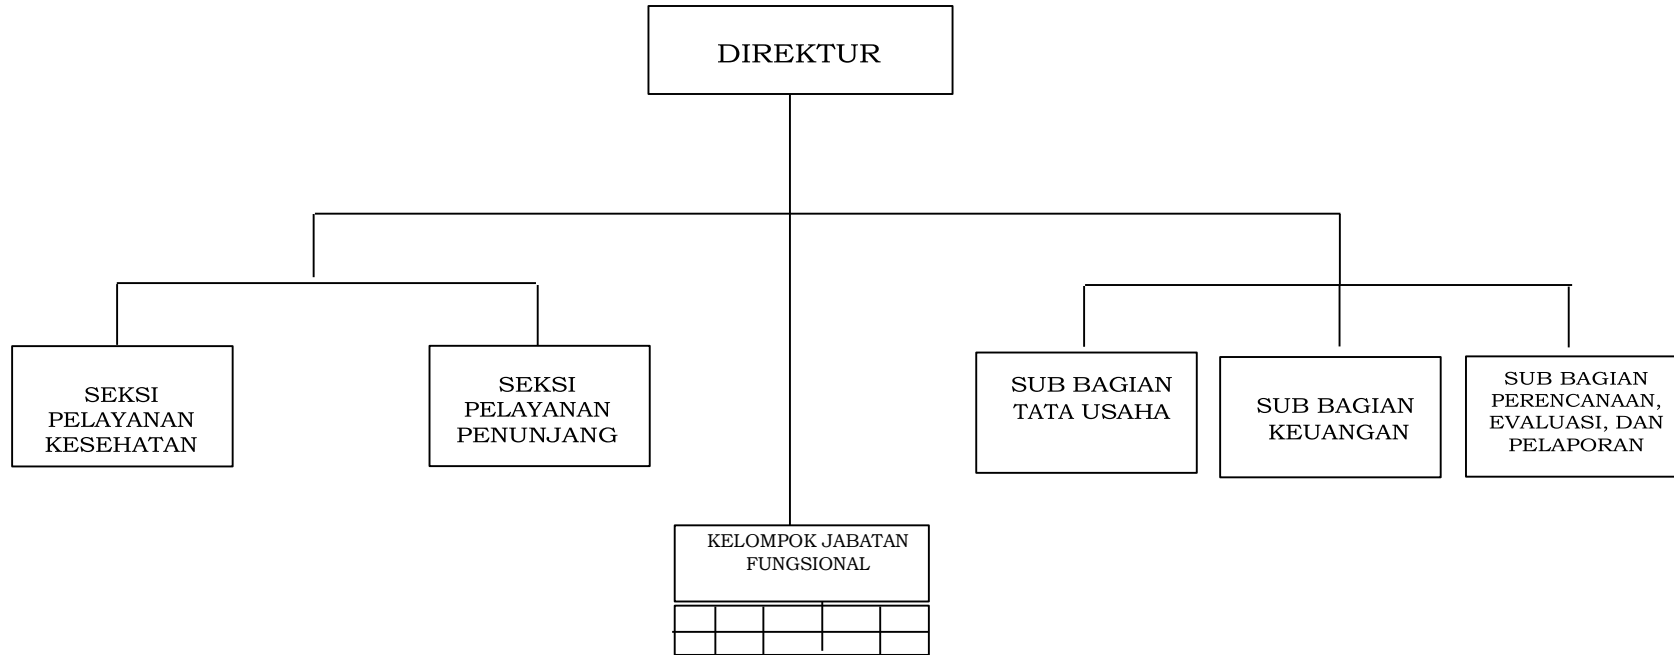 DIREKTUR
SEKSI
PELAYANAN
KESEHATAN
SEKSI
PELAYANAN
PENUNJANG
SUB BAGIAN
TATA USAHA
SUB BAGIAN
KEUANGAN
SUB BAGIAN
PERENCANAAN,
EVALUASI, DAN
PELAPORAN
KELOMPOK JABATAN
FUNGSIONAL